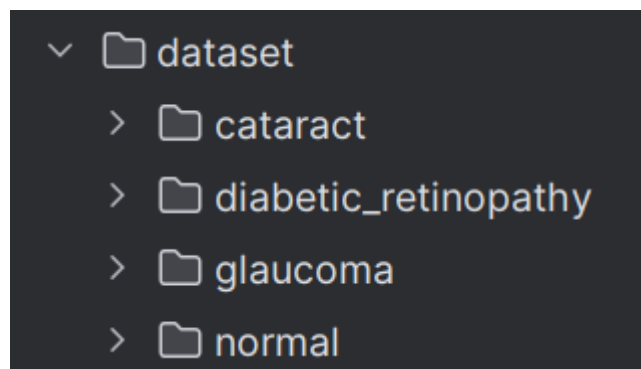 dataset
cataract
diabetic_retinopathy
glaucoma
normal